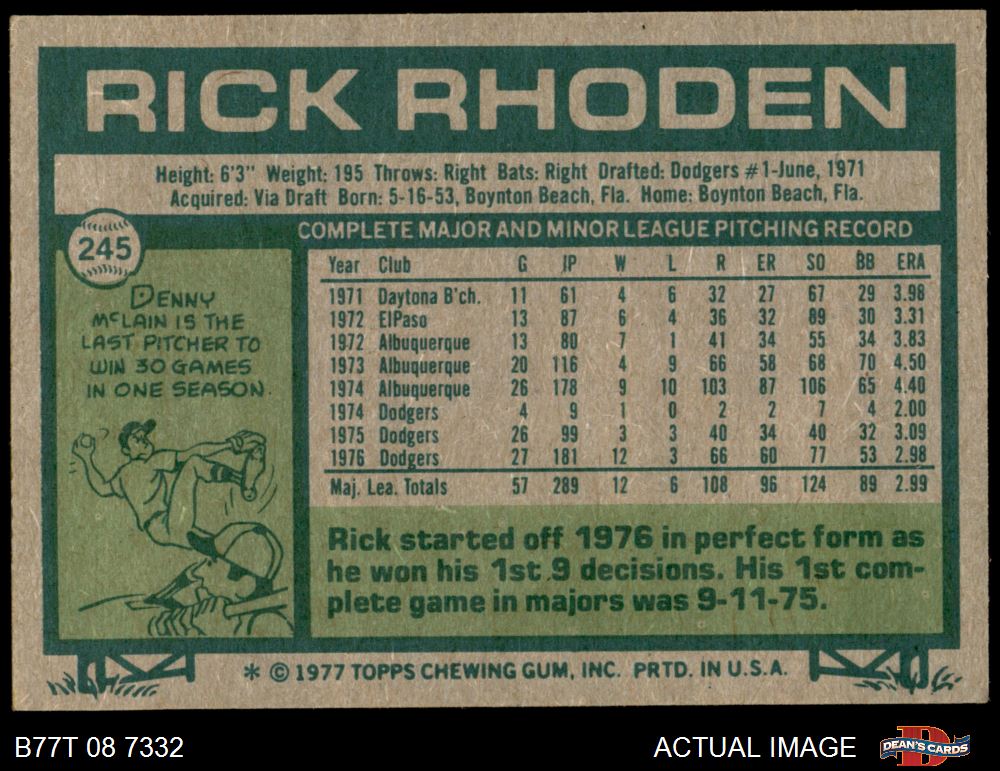 RICK RHODEN
Height: 6'3" Weight: 195 Throws: Right Bats: Right Drafted: Dodgers #1-June, 1971
Acquired: Via Draft Born: 5-16-53, Boynton Beach, Fla. Home: Boynton Beach, Fla.
245
DENNY
McLAIN IS THE
LAST PITCHER TO
WIN 30 GAMES
IN ONE SEASON
COMPLETE MAJOR AND MINOR LEAGUE PITCHING RECORD
Year Club G IP W L R ER SO BB ERA
1971 Daytona B'ch. 11 61 4 6 32 27 67 29 3.98
1972 ElPaso 13 87 6 4 36 32 89 30 3.31
1972 Albuquerque 13 80 7 1 41 34 55 34 3.83
1973 Albuquerque 20 116 4 9 66 58 68 70 4.50
1974 Albuquerque 26 178 9 10 103 87 106 65 4.40
1974 Dodgers 4 9 1 0 2 2 7 4 2.00
1975 Dodgers 26 99 3 3 40 34 40 32 3.09
1976 Dodgers 27 181 12 3 66 60 77 53 2.98
Maj. Lea. Totals 57 289 12 6 108 96 124 89 2.99
Rick started off 1976 in perfect form as
he won his 1st 9 decisions. His 1st com-
plete game in majors was 9-11-75.
* © 1977 TOPPS CHEWING GUM, INC. PRTD. IN U.S.A.
B77T 08 7332
ACTUAL IMAGE
DEAN'S CARDS